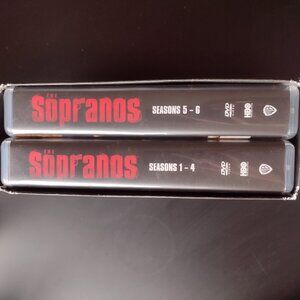 THE
Sopranos
SEASONS 5 - 6
DVD
HBO
THE
Sopranos
SEASONS 1 - 4
DVD
HBO